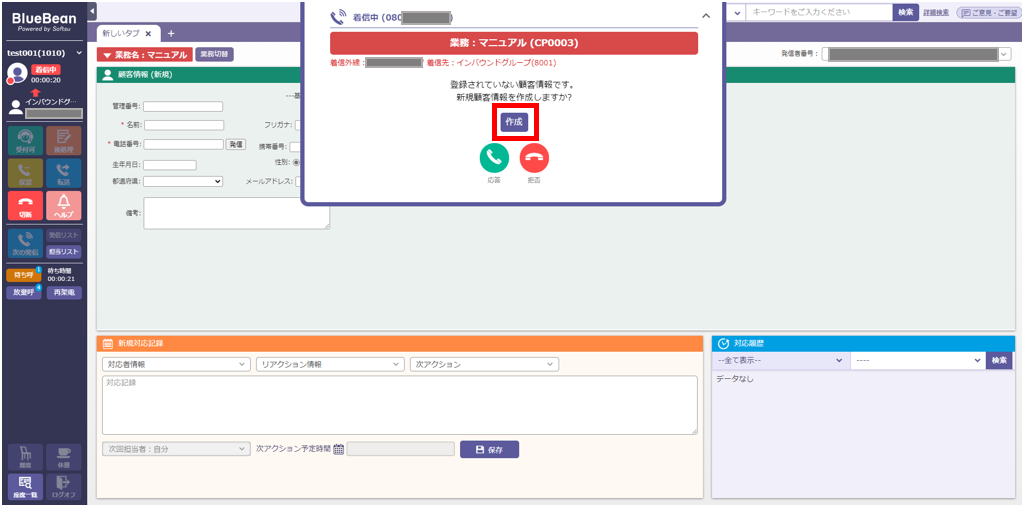 BlueBean
Powered by Softsu
test001(1010)
着信中
00:00:20
インバウンドグ…
受付可
後処理
保留
転送
切断
ヘルプ
次の発信
発信リスト
担当リスト
待ち呼 1
待ち時間
00:00:21
放棄呼 4
再架電
離席
休憩
座席一覧
ログオフ
新しいタブ ×
+
キーワードをご入力ください
検索
詳細検索
ご意見・ご要望
業務名：マニュアル
業務切替
発信者番号：
顧客情報 (新規)
管理番号:
* 名前:
フリガナ:
* 電話番号:
発信
携帯番号:
生年月日:
性別:
都道府県:
メールアドレス:
備考:
着信中 (080
)
業務：マニュアル (CP0003)
着信外線：
着信先：インバウンドグループ(8001)
登録されていない顧客情報です。
新規顧客情報を作成しますか?
作成
応答
拒否
新規対応記録
対応者情報
リアクション情報
次アクション
対応記録
次回担当者：自分
次アクション予定時間
保存
対応履歴
--全て表示--
----
検索
データなし